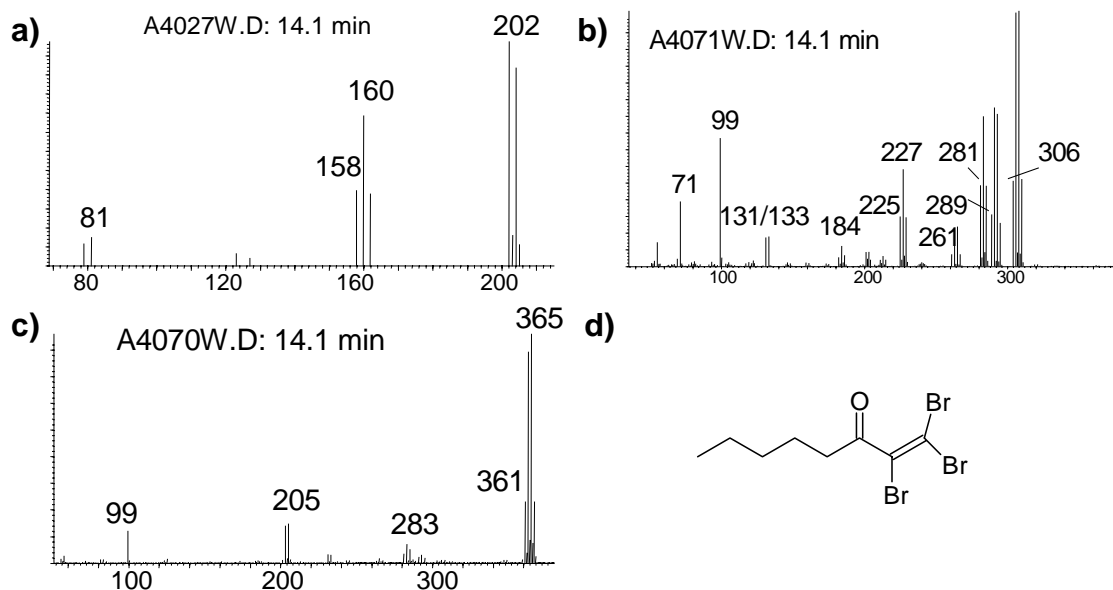 a)
A4027W.D: 14.1 min
202
160
158
81
80
120
160
200
b)
A4071W.D: 14.1 min
99
71
131/133
184
225
227
261
281
289
306
100
200
300
c)
A4070W.D: 14.1 min
365
361
99
205
283
100
200
300
d)
O
Br
Br
Br